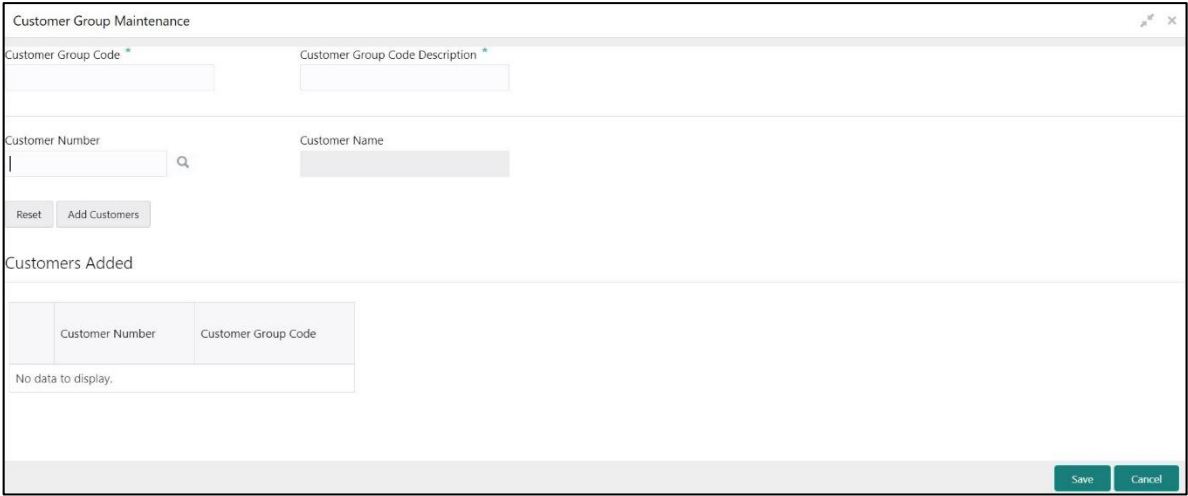 Customer Group Maintenance
Customer Group Code * Customer Group Code Description *
Customer Number Customer Name
Reset Add Customers
Customers Added
Customer Number Customer Group Code
No data to display.
Save Cancel